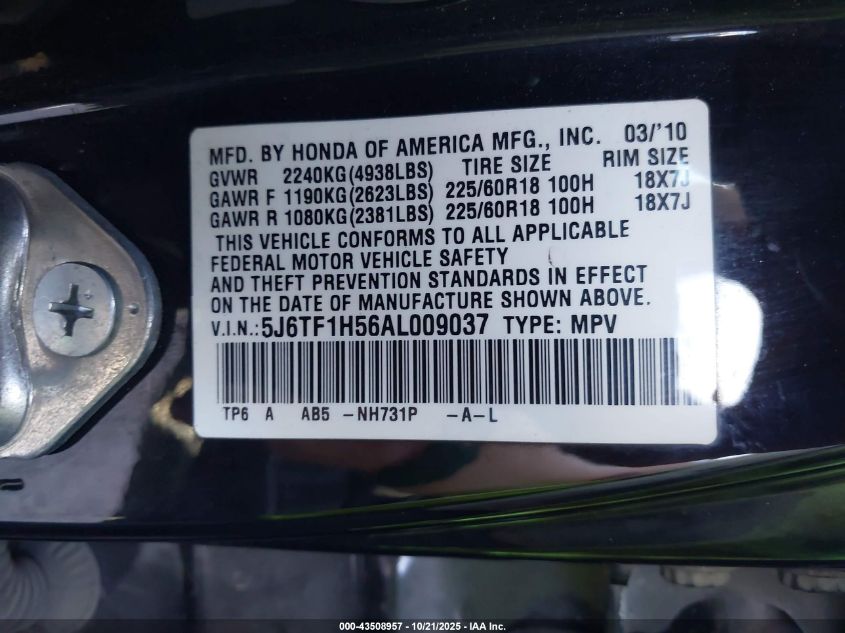 MFD. BY HONDA OF AMERICA MFG., INC. 03/'10
GVWR 2240KG(4938LBS) TIRE SIZE RIM SIZE
GAWR F 1190KG(2623LBS) 225/60R18 100H 18X7J
GAWR R 1080KG(2381LBS) 225/60R18 100H 18X7J
THIS VEHICLE CONFORMS TO ALL APPLICABLE
FEDERAL MOTOR VEHICLE SAFETY
AND THEFT PREVENTION STANDARDS IN EFFECT
ON THE DATE OF MANUFACTURE SHOWN ABOVE.
V.I.N.:5J6TF1H56AL009037 TYPE: MPV
TP6 A AB5 -NH731P -A-L
000-43508957 - 10/21/2025 - IAA Inc.